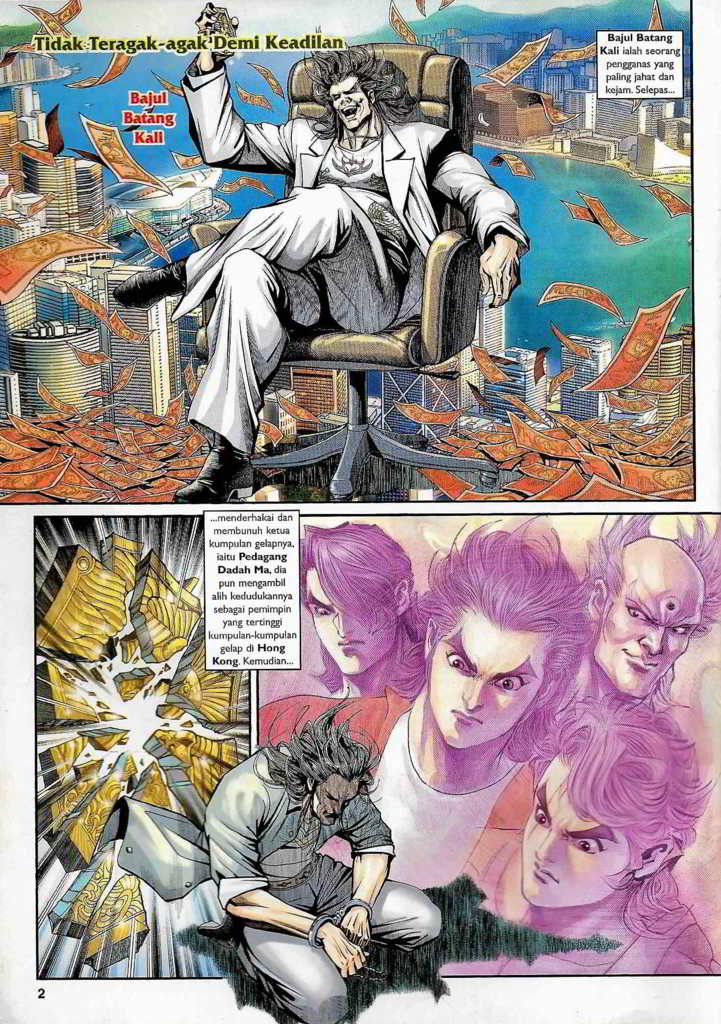 Tidak Teragak-agak Demi Keadilan
Bajul
Batang
Kali
Bajul Batang
Kali ialah seorang
pengganas yang
paling jahat dan
kejam. Selepas...
...menderhakai dan
membunuh ketua
kumpulan gelapnya,
iaitu Pedagang
Dadah Ma, dia
pun mengambil
alih kedudukannya
sebagai pemimpin
yang tertinggi
kumpulan-kumpulan
gelap di Hong
Kong. Kemudian...
2